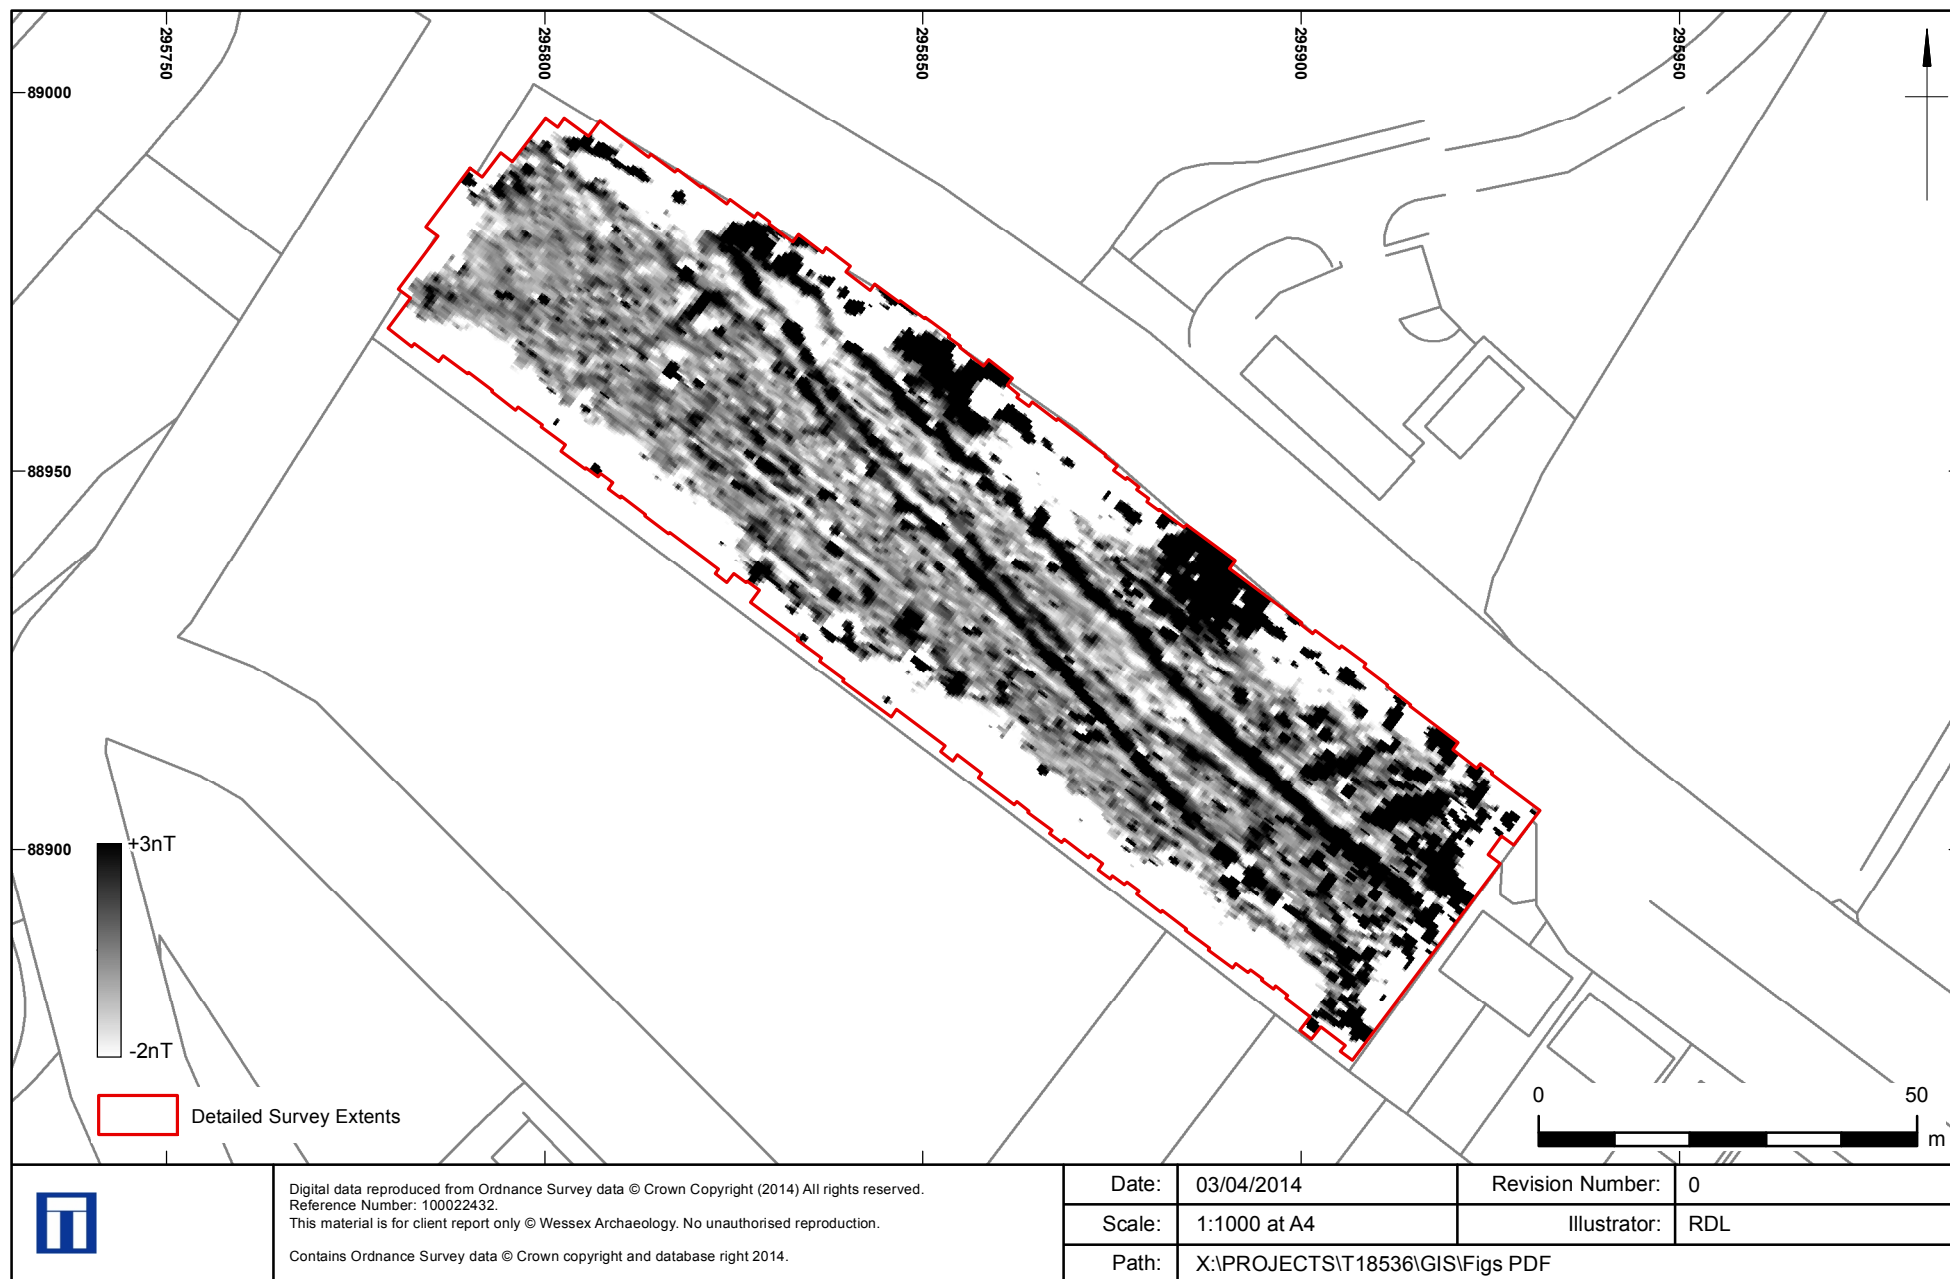 295750
295800
295850
295900
295950
89000
88950
88900
+3nT
-2nT
Detailed Survey Extents
0
50
m
Digital data reproduced from Ordnance Survey data © Crown Copyright (2014) All rights reserved.
Reference Number: 100022432.
This material is for client report only © Wessex Archaeology. No unauthorised reproduction.
Contains Ordnance Survey data © Crown copyright and database right 2014.
Date: 03/04/2014 Revision Number: 0
Scale: 1:1000 at A4 Illustrator: RDL
Path: X:\PROJECTS\T18536\GIS\Figs PDF